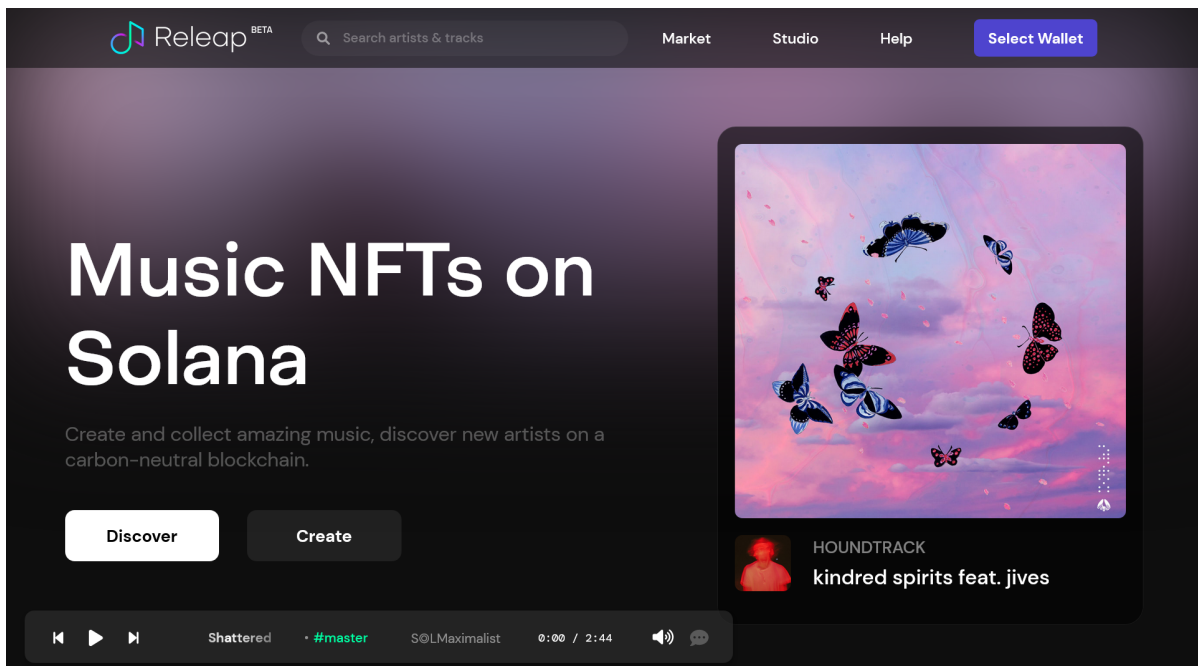 Releap BETA
Search artists & tracks
Market
Studio
Help
Select Wallet
Music NFTs on
Solana
Create and collect amazing music, discover new artists on a
carbon-neutral blockchain.
Discover
Create
HOUNDTRACK
kindred spirits feat. jives
Shattered
• #master
S◎LMaximalist
0:00 / 2:44